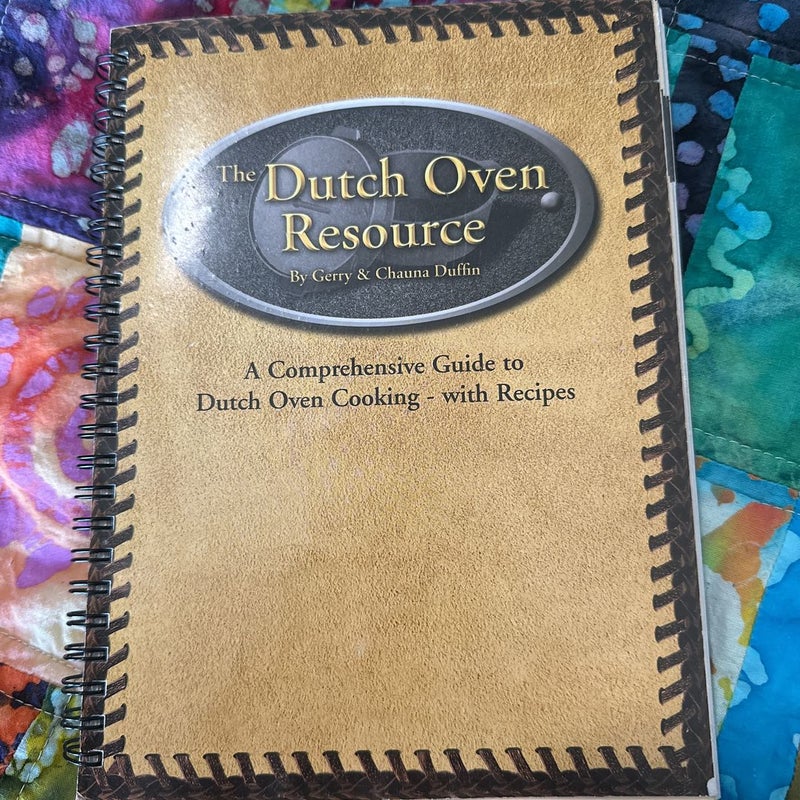 The Dutch Oven
Resource
By Gerry & Chauna Duffin
A Comprehensive Guide to
Dutch Oven Cooking - with Recipes